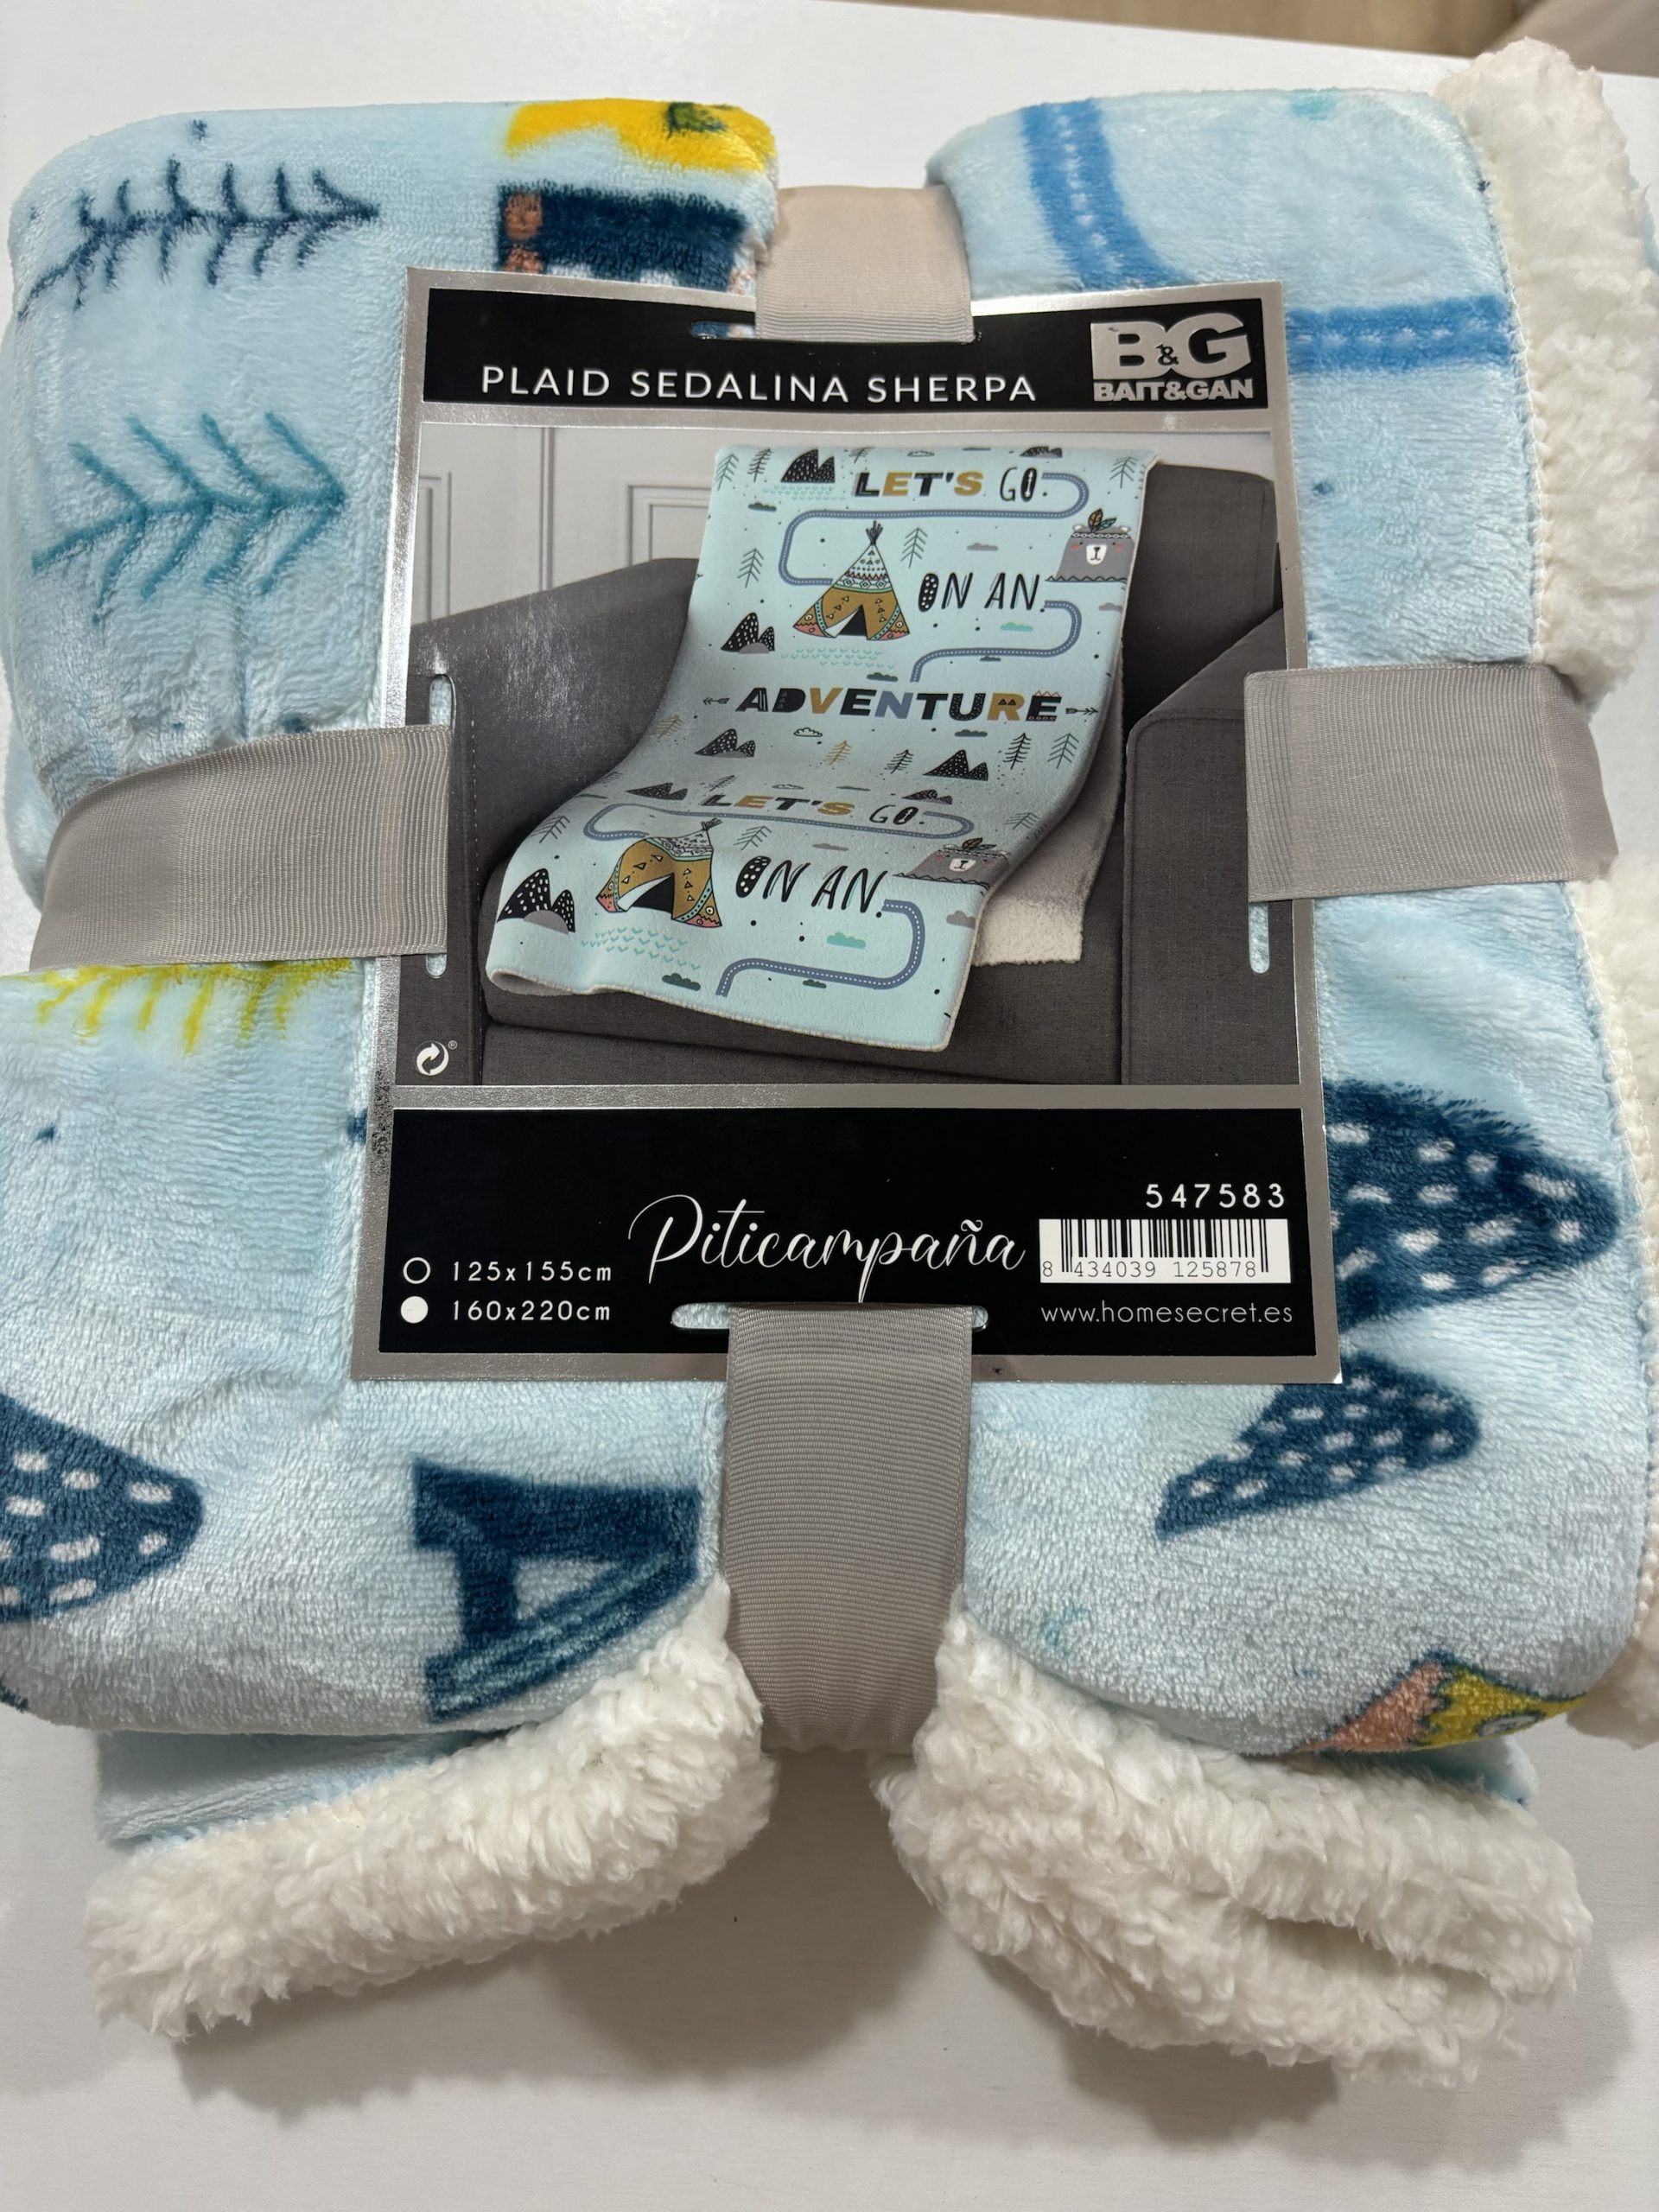 PLAID SEDALINA SHERPA
B&G
BAIT&GAN
LET'S GO.
ON AN.
ADVENTURE
LET'S GO.
ON AN.
®
547583
Piticampaña
125x155cm
8 434039 125878
160x220cm
www.homesecret.es